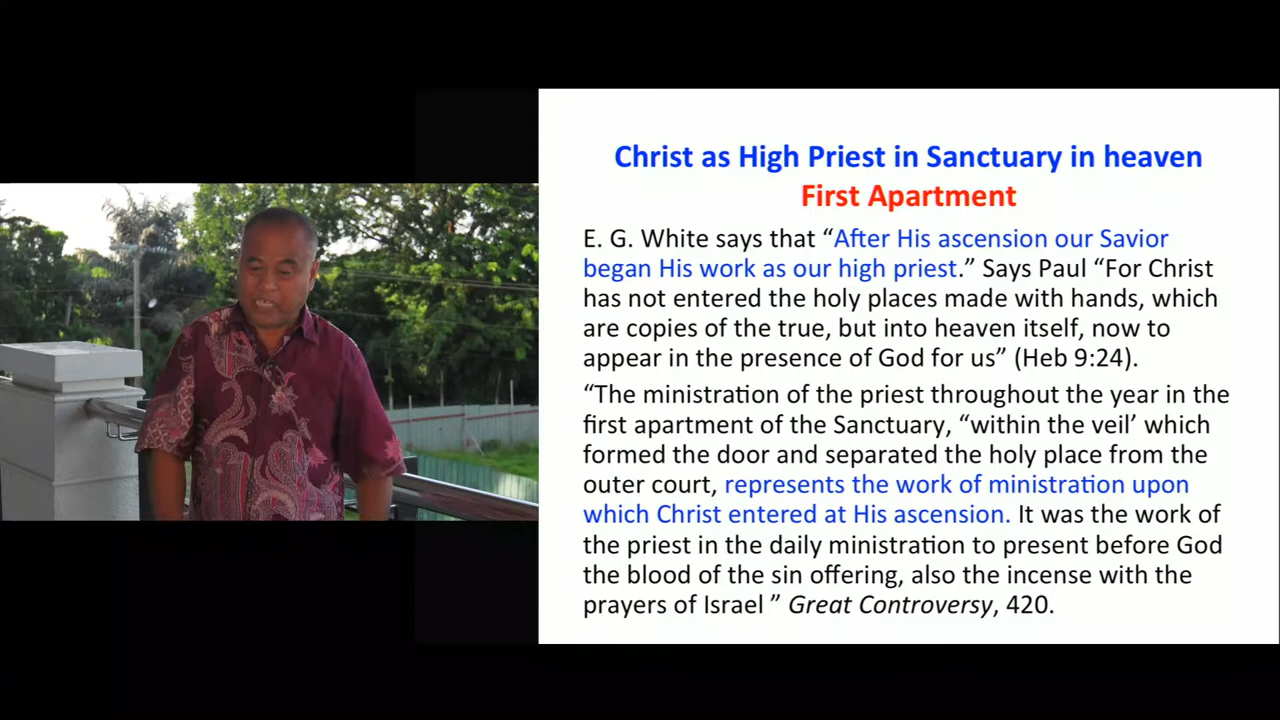 Christ as High Priest in Sanctuary in heaven
First Apartment
E. G. White says that “After His ascension our Savior
began His work as our high priest.” Says Paul “For Christ
has not entered the holy places made with hands, which
are copies of the true, but into heaven itself, now to
appear in the presence of God for us” (Heb 9:24).
“The ministration of the priest throughout the year in the
first apartment of the Sanctuary, “within the veil’ which
formed the door and separated the holy place from the
outer court, represents the work of ministration upon
which Christ entered at His ascension. It was the work of
the priest in the daily ministration to present before God
the blood of the sin offering, also the incense with the
prayers of Israel ” Great Controversy, 420.